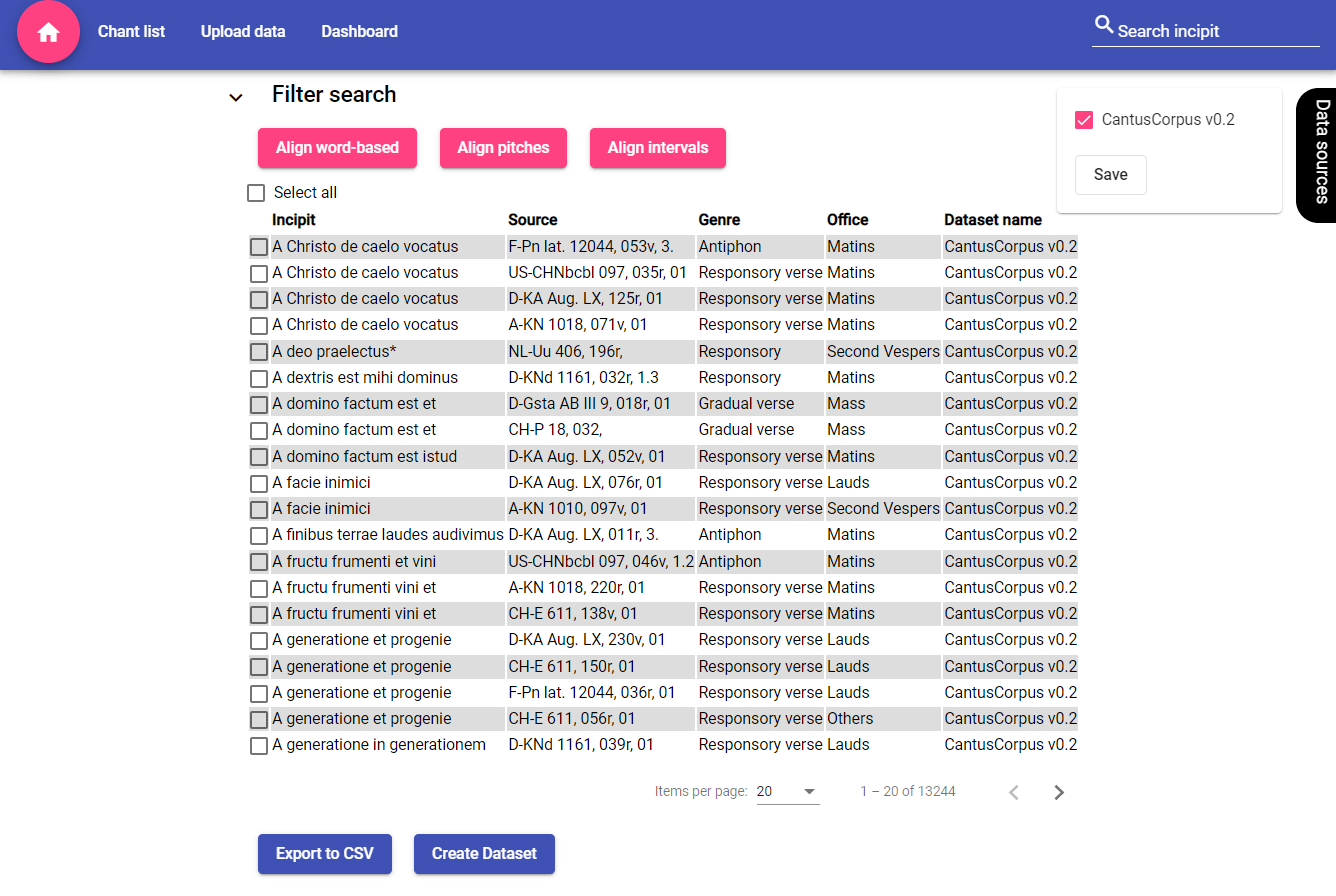 Chant list Upload data Dashboard Search incipit
Filter search
CantusCorpus v0.2
Save
Data sources
Align word-based Align pitches Align intervals
Select all
Incipit Source Genre Office Dataset name
A Christo de caelo vocatus F-Pn lat. 12044, 053v, 3. Antiphon Matins CantusCorpus v0.2
A Christo de caelo vocatus US-CHNbcbl 097, 035r, 01 Responsory verse Matins CantusCorpus v0.2
A Christo de caelo vocatus D-KA Aug. LX, 125r, 01 Responsory verse Matins CantusCorpus v0.2
A Christo de caelo vocatus A-KN 1018, 071v, 01 Responsory verse Matins CantusCorpus v0.2
A deo praelectus* NL-Uu 406, 196r, Responsory Second Vespers CantusCorpus v0.2
A dextris est mihi dominus D-KNd 1161, 032r, 1.3 Responsory Matins CantusCorpus v0.2
A domino factum est et D-Gsta AB III 9, 018r, 01 Gradual verse Mass CantusCorpus v0.2
A domino factum est et CH-P 18, 032, Gradual verse Mass CantusCorpus v0.2
A domino factum est istud D-KA Aug. LX, 052v, 01 Responsory verse Matins CantusCorpus v0.2
A facie inimici D-KA Aug. LX, 076r, 01 Responsory verse Lauds CantusCorpus v0.2
A facie inimici A-KN 1010, 097v, 01 Responsory verse Second Vespers CantusCorpus v0.2
A finibus terrae laudes audivimus D-KA Aug. LX, 011r, 3. Antiphon Matins CantusCorpus v0.2
A fructu frumenti et vini US-CHNbcbl 097, 046v, 1.2 Antiphon Matins CantusCorpus v0.2
A fructu frumenti vini et A-KN 1018, 220r, 01 Responsory verse Matins CantusCorpus v0.2
A fructu frumenti vini et CH-E 611, 138v, 01 Responsory verse Matins CantusCorpus v0.2
A generatione et progenie D-KA Aug. LX, 230v, 01 Responsory verse Lauds CantusCorpus v0.2
A generatione et progenie CH-E 611, 150r, 01 Responsory verse Lauds CantusCorpus v0.2
A generatione et progenie F-Pn lat. 12044, 036r, 01 Responsory verse Lauds CantusCorpus v0.2
A generatione et progenie CH-E 611, 056r, 01 Responsory verse Others CantusCorpus v0.2
A generatione in generationem D-KNd 1161, 039r, 01 Responsory verse Lauds CantusCorpus v0.2
Items per page: 20 1 – 20 of 13244
Export to CSV Create Dataset